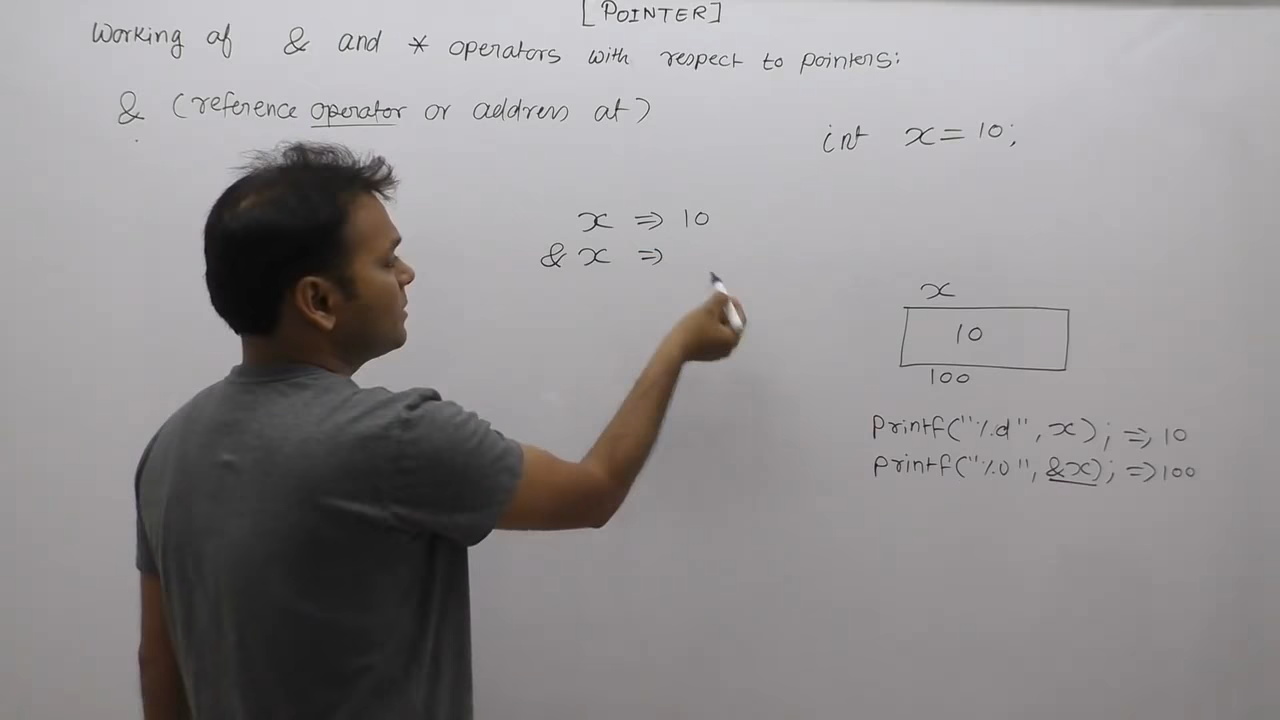 [POINTER]
Working of & and * operators with respect to pointers:
& (reference operator or address at)
int x = 10;
x ⇒ 10
& x ⇒
x
10
100
printf("%d", x); ⇒ 10
printf("%u", &x); ⇒ 100